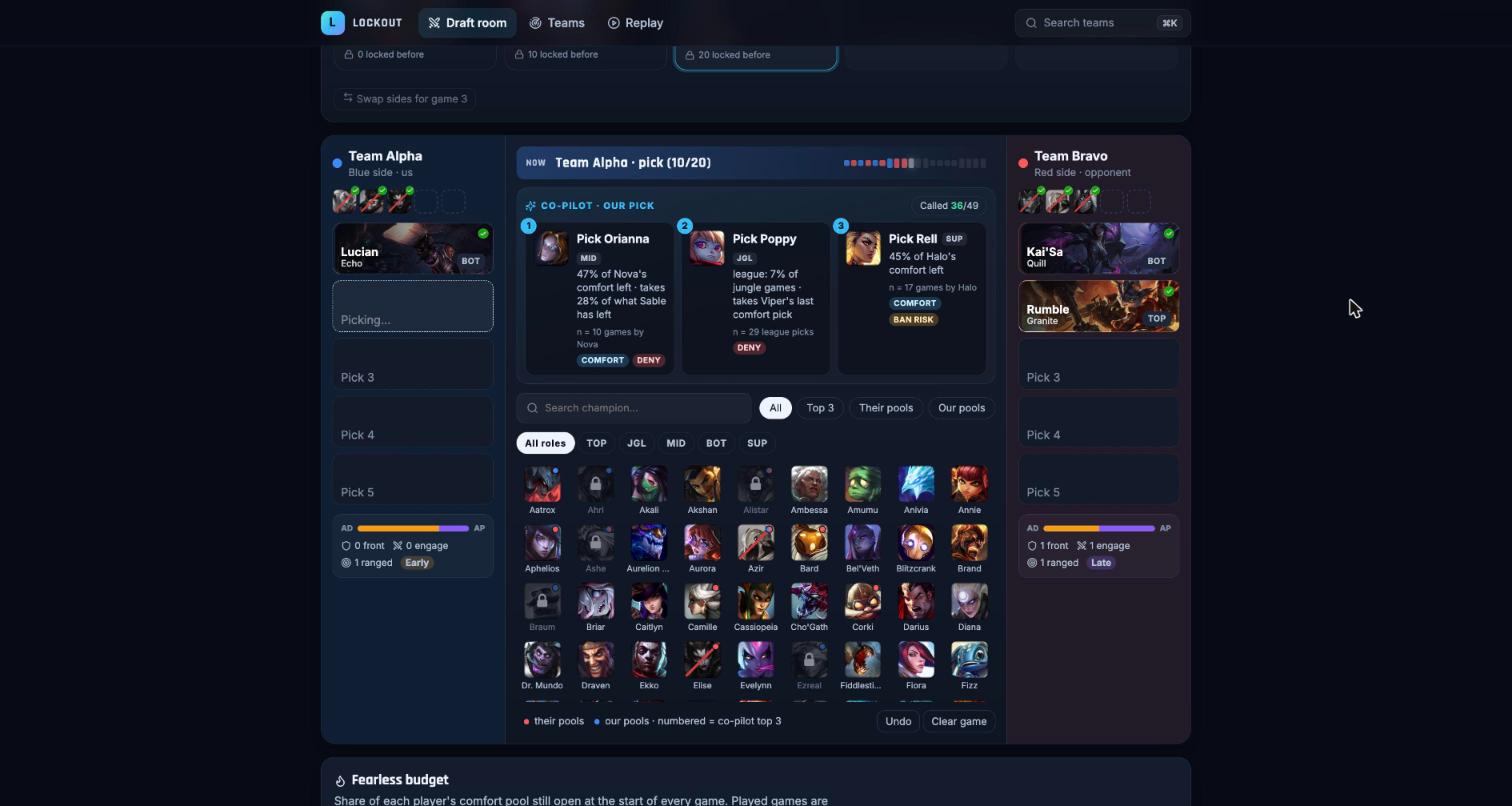 L LOCKOUT Draft room Teams Replay Search teams ⌘K
0 locked before 10 locked before 20 locked before
Swap sides for game 3
Team Alpha
Blue side · us
Lucian
Echo
BOT
Picking...
Pick 3
Pick 4
Pick 5
AD AP
0 front 0 engage
1 ranged Early
NOW Team Alpha · pick (10/20)
CO-PILOT · OUR PICK Called 36/49
1
Pick Orianna
MID
47% of Nova's
comfort left · takes
28% of what Sable
has left
n = 10 games by
Nova
COMFORT DENY
2
Pick Poppy
JGL
league: 7% of
jungle games ·
takes Viper's last
comfort pick
n = 29 league picks
DENY
3
Pick Rell SUP
45% of Halo's
comfort left
n = 17 games by Halo
COMFORT
BAN RISK
Search champion... All Top 3 Their pools Our pools
All roles TOP JGL MID BOT SUP
Aatrox Ahri Akali Akshan Alistar Ambessa Amumu Anivia Annie
Aphelios Ashe Aurelion ... Aurora Azir Bard Bel'Veth Blitzcrank Brand
Braum Briar Caitlyn Camille Cassiopeia Cho'Gath Corki Darius Diana
Dr. Mundo Draven Ekko Elise Evelynn Ezreal Fiddlesti... Fiora Fizz
their pools our pools · numbered = co-pilot top 3 Undo Clear game
Team Bravo
Red side · opponent
Kai'Sa
Quill
BOT
Rumble
Granite
TOP
Pick 3
Pick 4
Pick 5
AD AP
1 front 1 engage
1 ranged Late
Fearless budget
Share of each player's comfort pool still open at the start of every game. Played games are